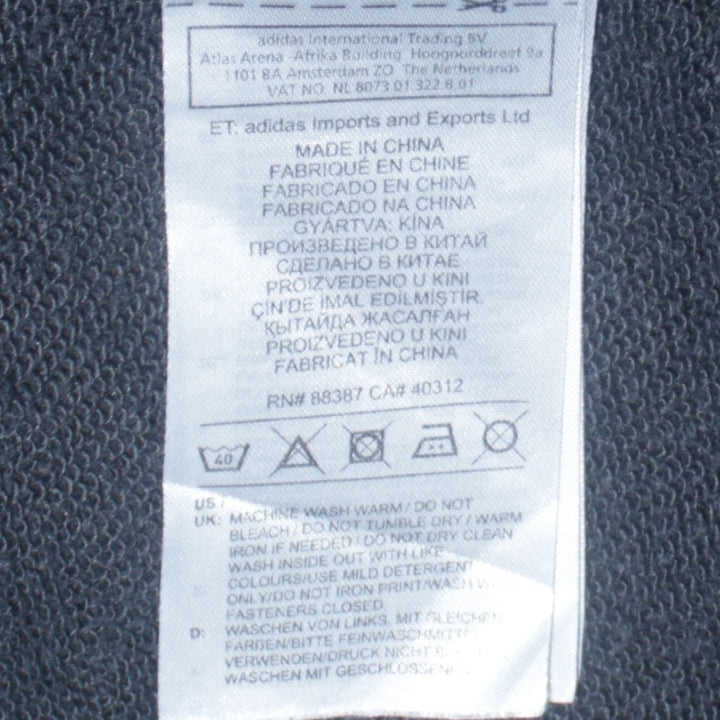 adidas International Trading BV
Atlas Arena Afrika Building Hoogoorddreef 9a
1101 BA Amsterdam ZO The Netherlands
VAT NO. NL 8073.01.322.B.01
ET: adidas Imports and Exports Ltd
MADE IN CHINA
FABRIQUÉ EN CHINE
FABRICADO EN CHINA
FABRICADO NA CHINA
GYÁRTVA: KÍNA
ПРОИЗВЕДЕНО В КИТАЙ
СДЕЛАНО В КИТАЕ
PROIZVEDENO U KINI
ÇİN'DE İMAL EDİLMİŞTİR
ҚЫТАЙДА ЖАСАЛҒАН
PROIZVEDENO U KINI
FABRICAT ÎN CHINA
RN# 88387 CA# 40312
40
US /
UK: MACHINE WASH WARM / DO NOT
BLEACH / DO NOT TUMBLE DRY / WARM
IRON IF NEEDED / DO NOT DRY CLEAN
WASH INSIDE OUT WITH LIKE
COLOURS/USE MILD DETERGENT
ONLY/DO NOT IRON PRINT/WASH
FASTENERS CLOSED
D: WASCHEN VON LINKS, MIT GLEICHEN
FARBEN/BITTE FEINWASCHMITTEL
VERWENDEN/DRUCK NICHT
WASCHEN MIT GESCHLOSSENEN